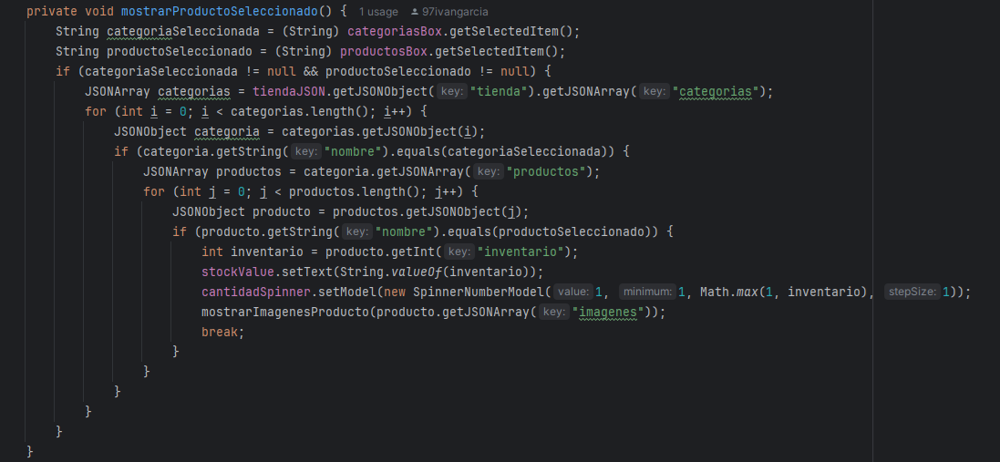 private void mostrarProductoSeleccionado() { 1 usage 97ivangarcia
String categoriaSeleccionada = (String) categoriasBox.getSelectedItem();
String productoSeleccionado = (String) productosBox.getSelectedItem();
if (categoriaSeleccionada != null && productoSeleccionado != null) {
JSONArray categorias = tiendaJSON.getJSONObject( key: "tienda").getJSONArray( key: "categorias");
for (int i = 0; i < categorias.length(); i++) {
JSONObject categoria = categorias.getJSONObject(i);
if (categoria.getString( key: "nombre").equals(categoriaSeleccionada)) {
JSONArray productos = categoria.getJSONArray( key: "productos");
for (int j = 0; j < productos.length(); j++) {
JSONObject producto = productos.getJSONObject(j);
if (producto.getString( key: "nombre").equals(productoSeleccionado)) {
int inventario = producto.getInt( key: "inventario");
stockValue.setText(String.valueOf(inventario));
cantidadSpinner.setModel(new SpinnerNumberModel( value: 1, minimum: 1, Math.max(1, inventario), stepSize: 1));
mostrarImagenesProducto(producto.getJSONArray( key: "imagenes"));
break;
}
}
}
}
}
}